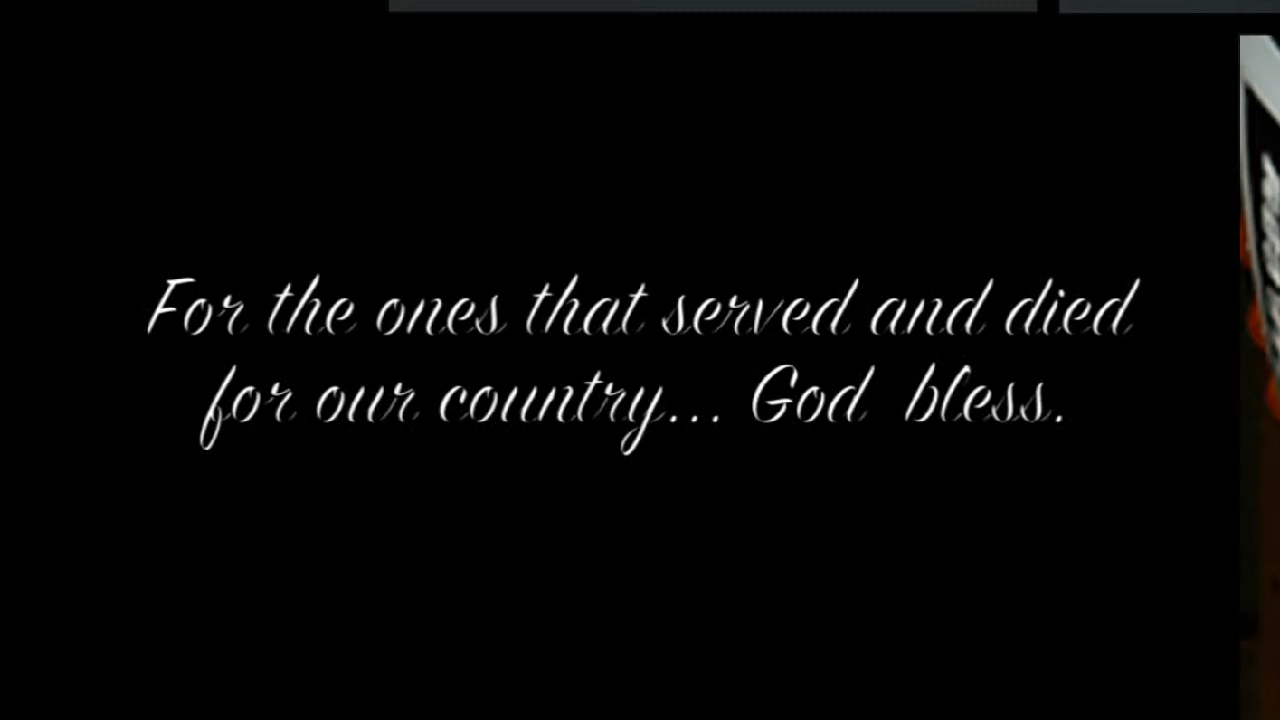 For the ones that served and died
for our country... God  bless.